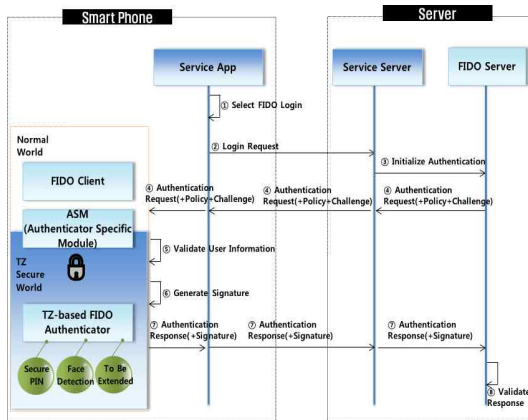 Smart Phone
Server
Service App
Service Server
FIDO Server
① Select FIDO Login
Normal
World
② Login Request
③ Initialize Authentication
FIDO Client
④ Authentication
Request(+Policy+Challenge)
④ Authentication
Request(+Policy+Challenge)
④ Authentication
Request(+Policy+Challenge)
ASM
(Authenticator Specific
Module)
⑤ Validate User Information
TZ
Secure
World
⑥ Generate Signature
TZ-based FIDO
Authenticator
⑦ Authentication
Response(+Signature)
⑦ Authentication
Response(+Signature)
⑦ Authentication
Response(+Signature)
Secure
PIN
Face
Detection
To Be
Extended
⑧ Validate
Response